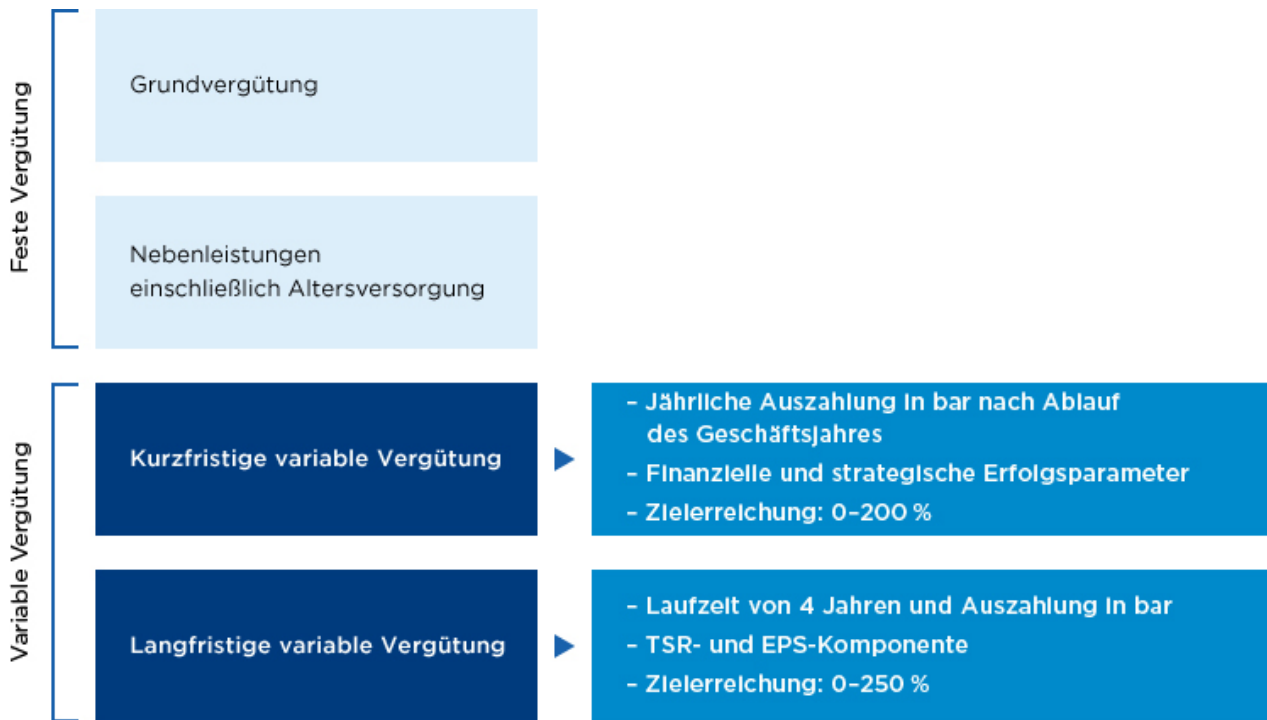 Feste Vergütung
Grundvergütung
Nebenleistungen
einschließlich Altersversorgung
Variable Vergütung
Kurzfristige variable Vergütung
– Jährliche Auszahlung in bar nach Ablauf
des Geschäftsjahres
– Finanzielle und strategische Erfolgsparameter
– Zielerreichung: 0–200 %
Langfristige variable Vergütung
– Laufzeit von 4 Jahren und Auszahlung in bar
– TSR- und EPS-Komponente
– Zielerreichung: 0–250 %